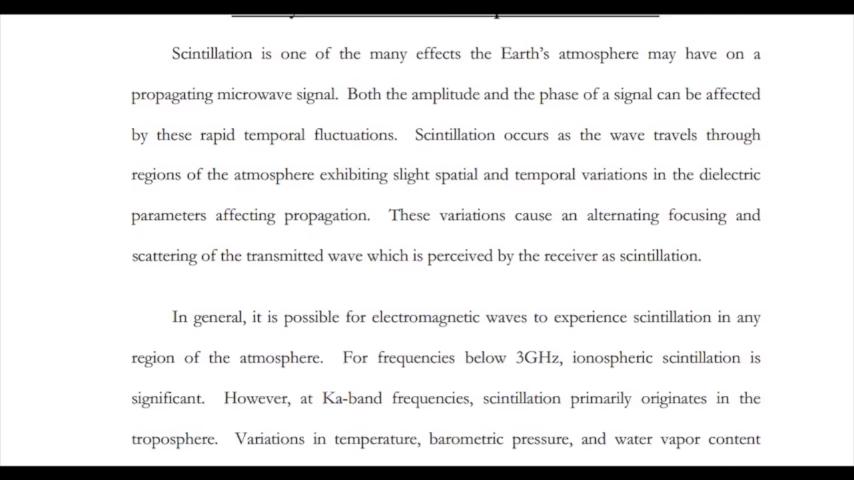 Scintillation is one of the many effects the Earth's atmosphere may have on a
propagating microwave signal. Both the amplitude and the phase of a signal can be affected
by these rapid temporal fluctuations. Scintillation occurs as the wave travels through
regions of the atmosphere exhibiting slight spatial and temporal variations in the dielectric
parameters affecting propagation. These variations cause an alternating focusing and
scattering of the transmitted wave which is perceived by the receiver as scintillation.
In general, it is possible for electromagnetic waves to experience scintillation in any
region of the atmosphere. For frequencies below 3GHz, ionospheric scintillation is
significant. However, at Ka-band frequencies, scintillation primarily originates in the
troposphere. Variations in temperature, barometric pressure, and water vapor content